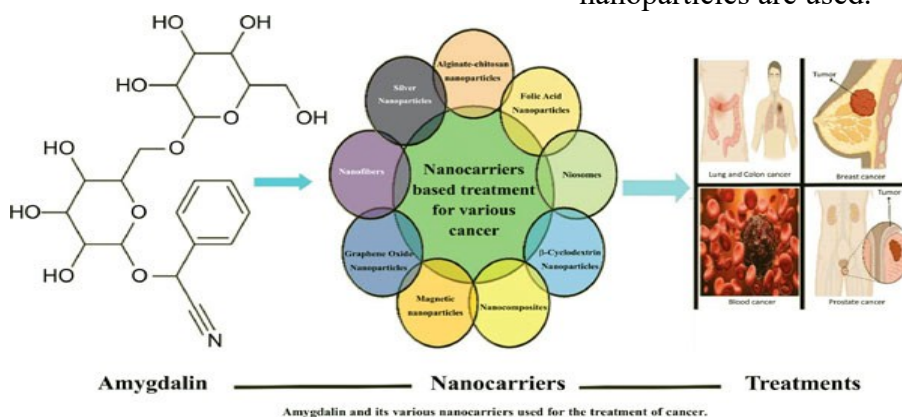 nanoparticles are used.
OH
HO
OH
HO
O
O
OH
OH
O
HO
HO
O
HO
O
N
Alginate-chitosan
nanoparticles
Silver
Nanoparticles
Folic Acid
Nanoparticles
Nanofibers
Niosomes
Nanocarriers
based treatment
for various
cancer
Graphene Oxide
Nanoparticles
β-Cyclodextrin
Nanoparticles
Magnetic
nanoparticles
Nanocomposites
Lung and Colon cancer
Tumor
Breast cancer
Blood cancer
Tumor
Prostate cancer
Amygdalin
Nanocarriers
Treatments
Amygdalin and its various nanocarriers used for the treatment of cancer.